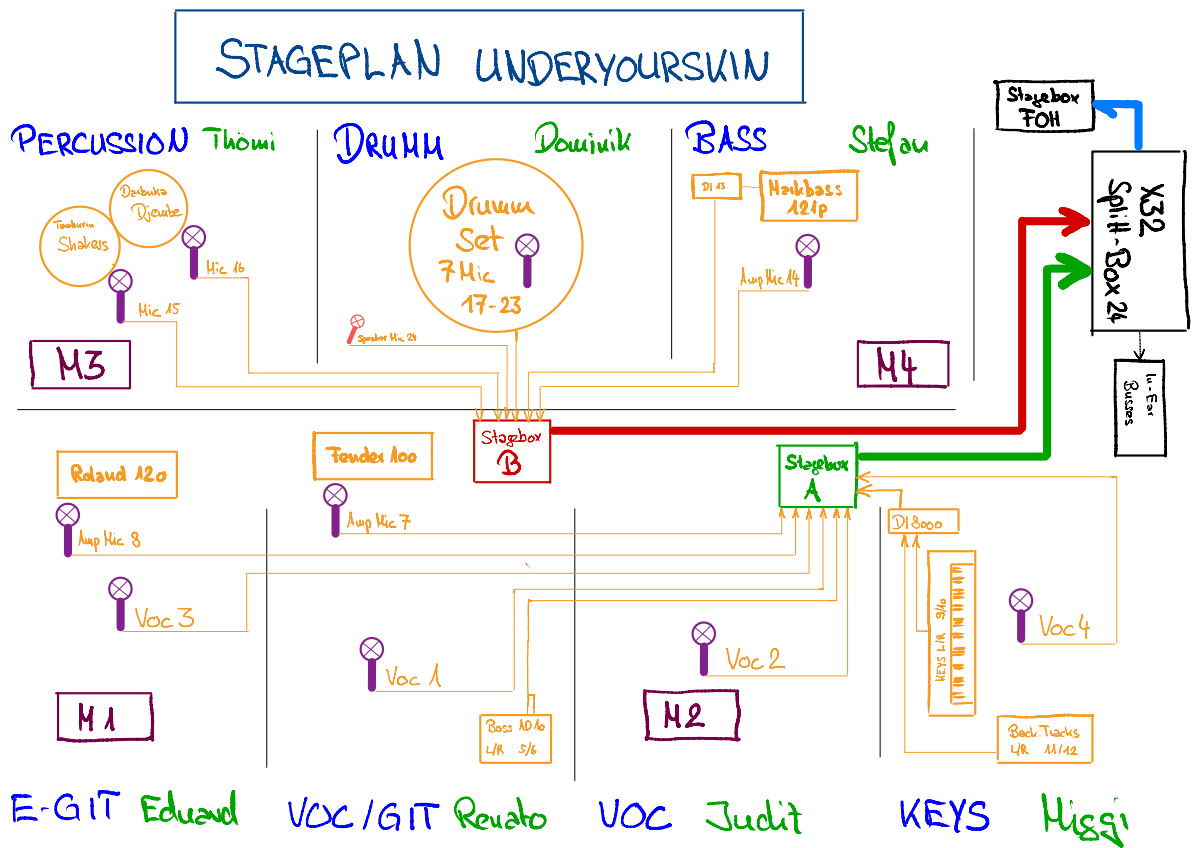 STAGEPLAN UNDERYOURSKIN
Stagebox
FOH
PERCUSSION Thömi
DRUMM Dominik
BASS Stefan
Darbuka
Djembe
Tamburin
Shakers
Mic 16
Mic 15
M3
Drumm
Set
7 Mic
17-23
Speaker Mic 24
DI 13
Markbass
121p
Amp Mic 14
M4
X32
Splitt-Box 24
In-Ear
Busses
Stagebox
B
Stagebox
A
Roland 120
Fender 100
Amp Mic 8
Amp Mic 7
Voc 3
Voc 1
Voc 2
Voc 4
DI 8000
KEYS L/R 9/10
M1
Boss AD10
L/R 5/6
M2
Back.Tracks
L/R 11/12
E-GIT Eduard
VOC/GIT Renato
VOC Judit
KEYS Miggi